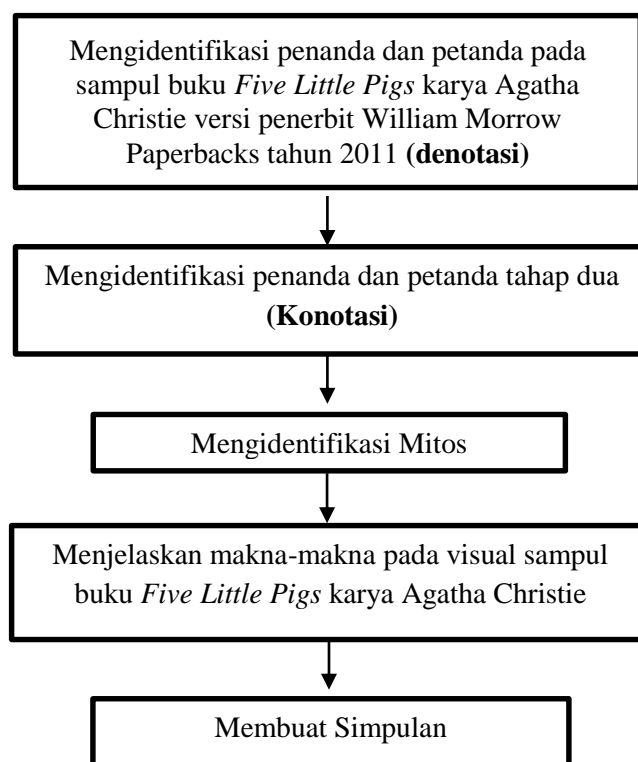 Mengidentifikasi penanda dan petanda pada
sampul buku Five Little Pigs karya Agatha
Christie versi penerbit William Morrow
Paperbacks tahun 2011 (denotasi)
Mengidentifikasi penanda dan petanda tahap dua
(Konotasi)
Mengidentifikasi Mitos
Menjelaskan makna-makna pada visual sampul
buku Five Little Pigs karya Agatha Christie
Membuat Simpulan